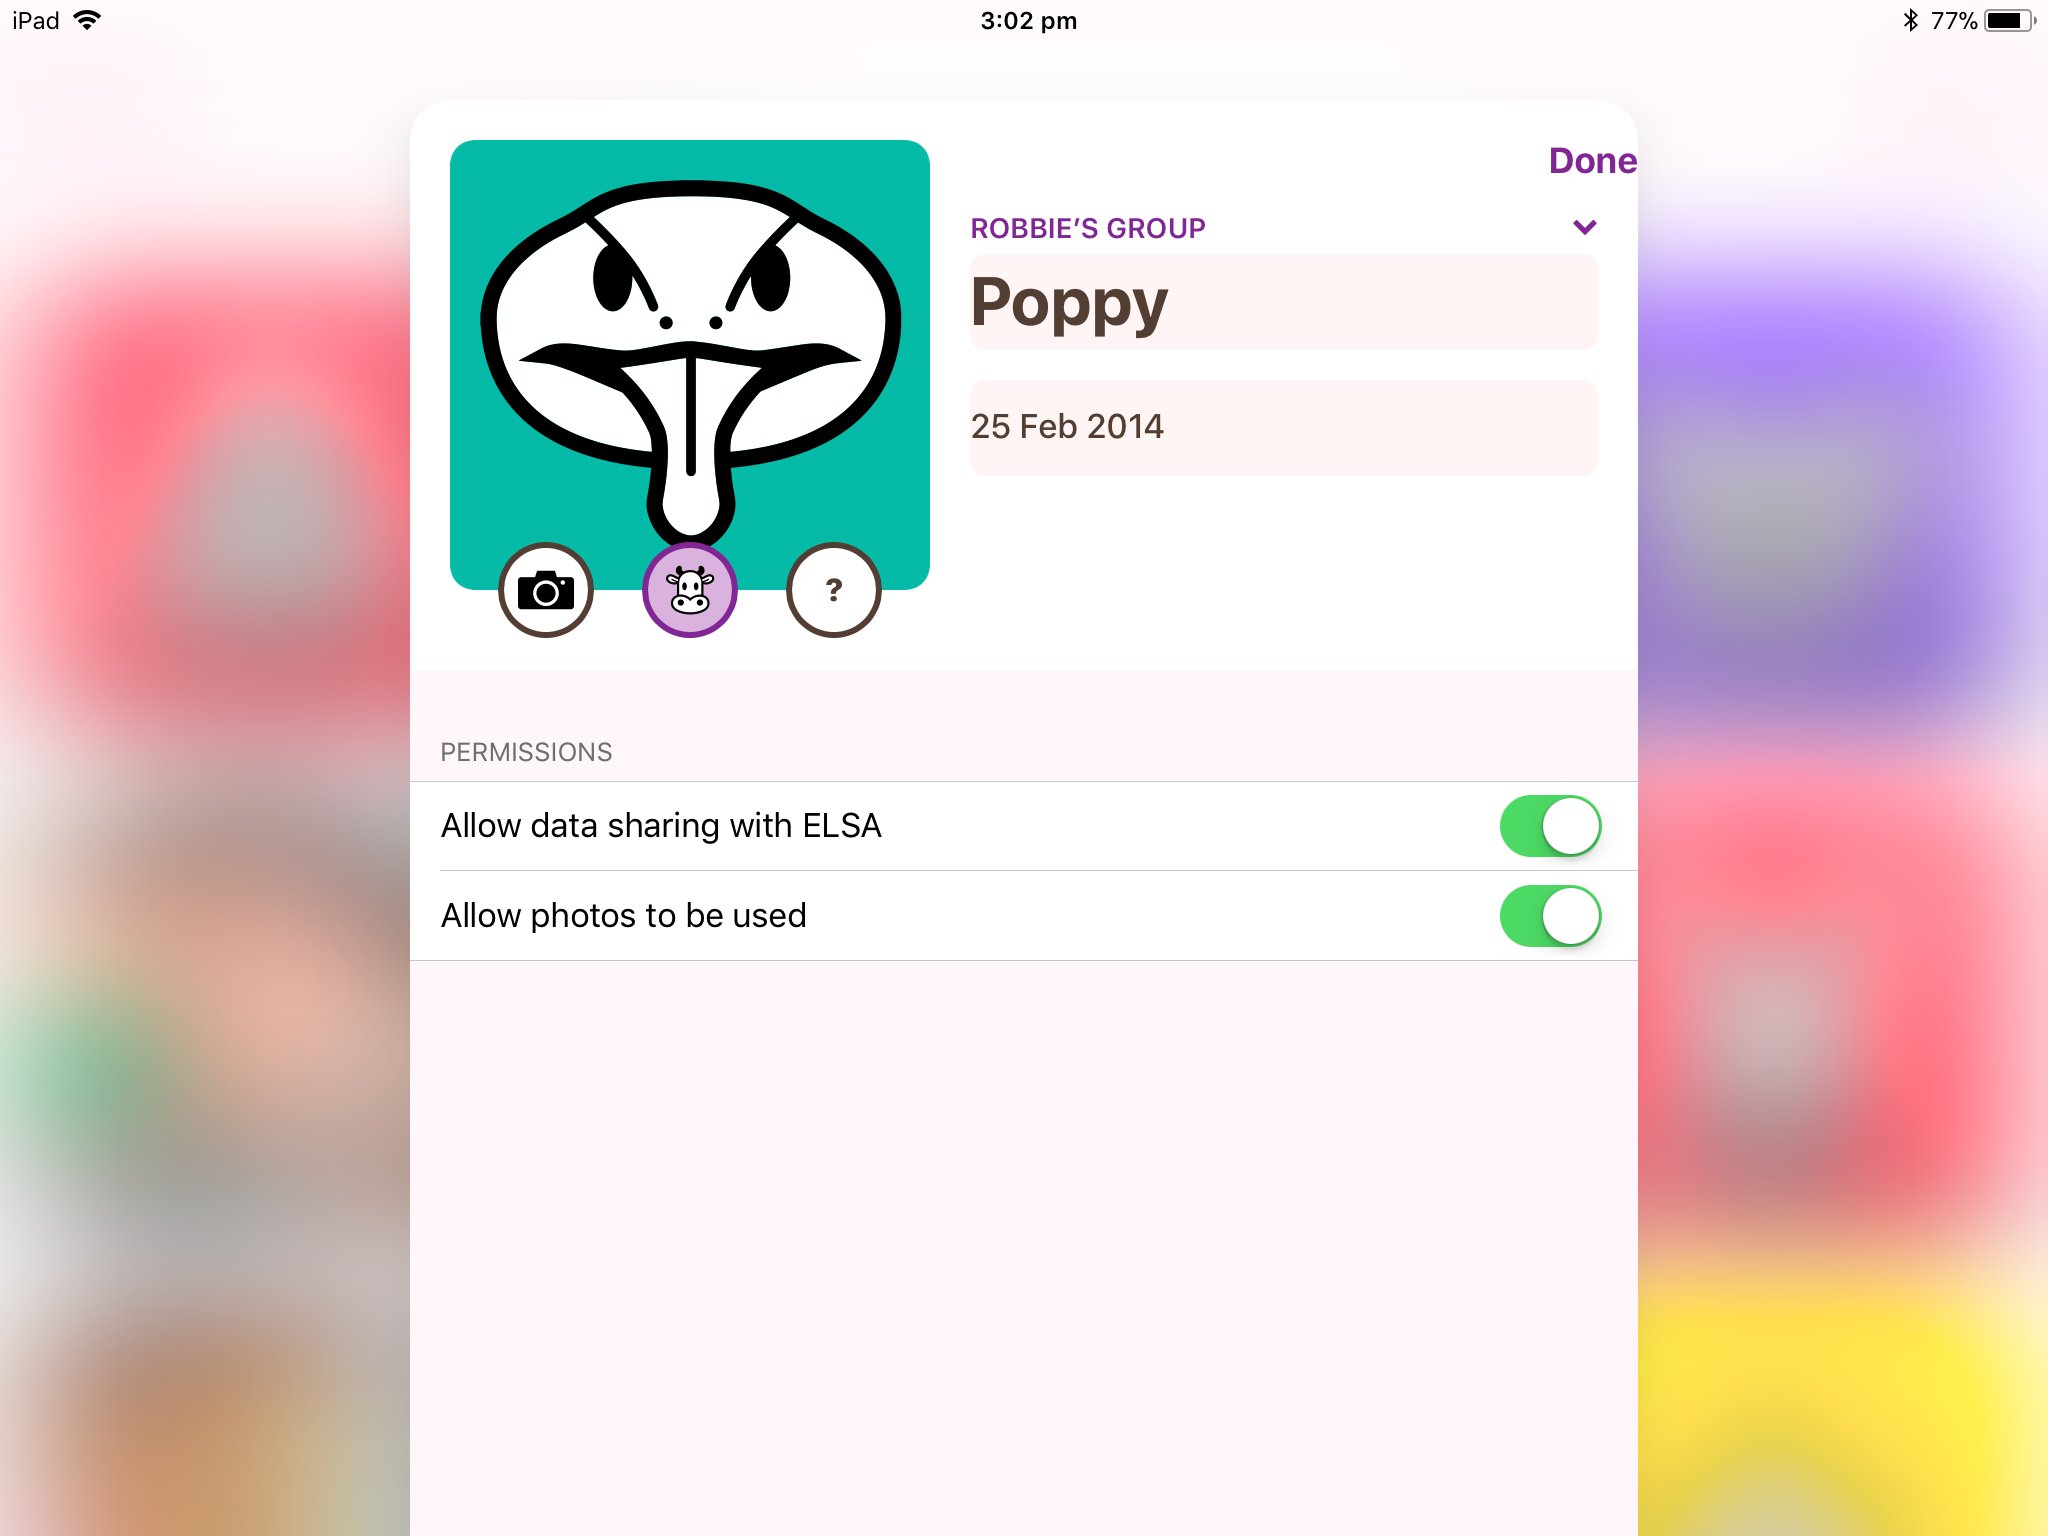 iPad
3:02 pm
77%
Done
ROBBIE’S GROUP
Poppy
25 Feb 2014
?
PERMISSIONS
Allow data sharing with ELSA
Allow photos to be used